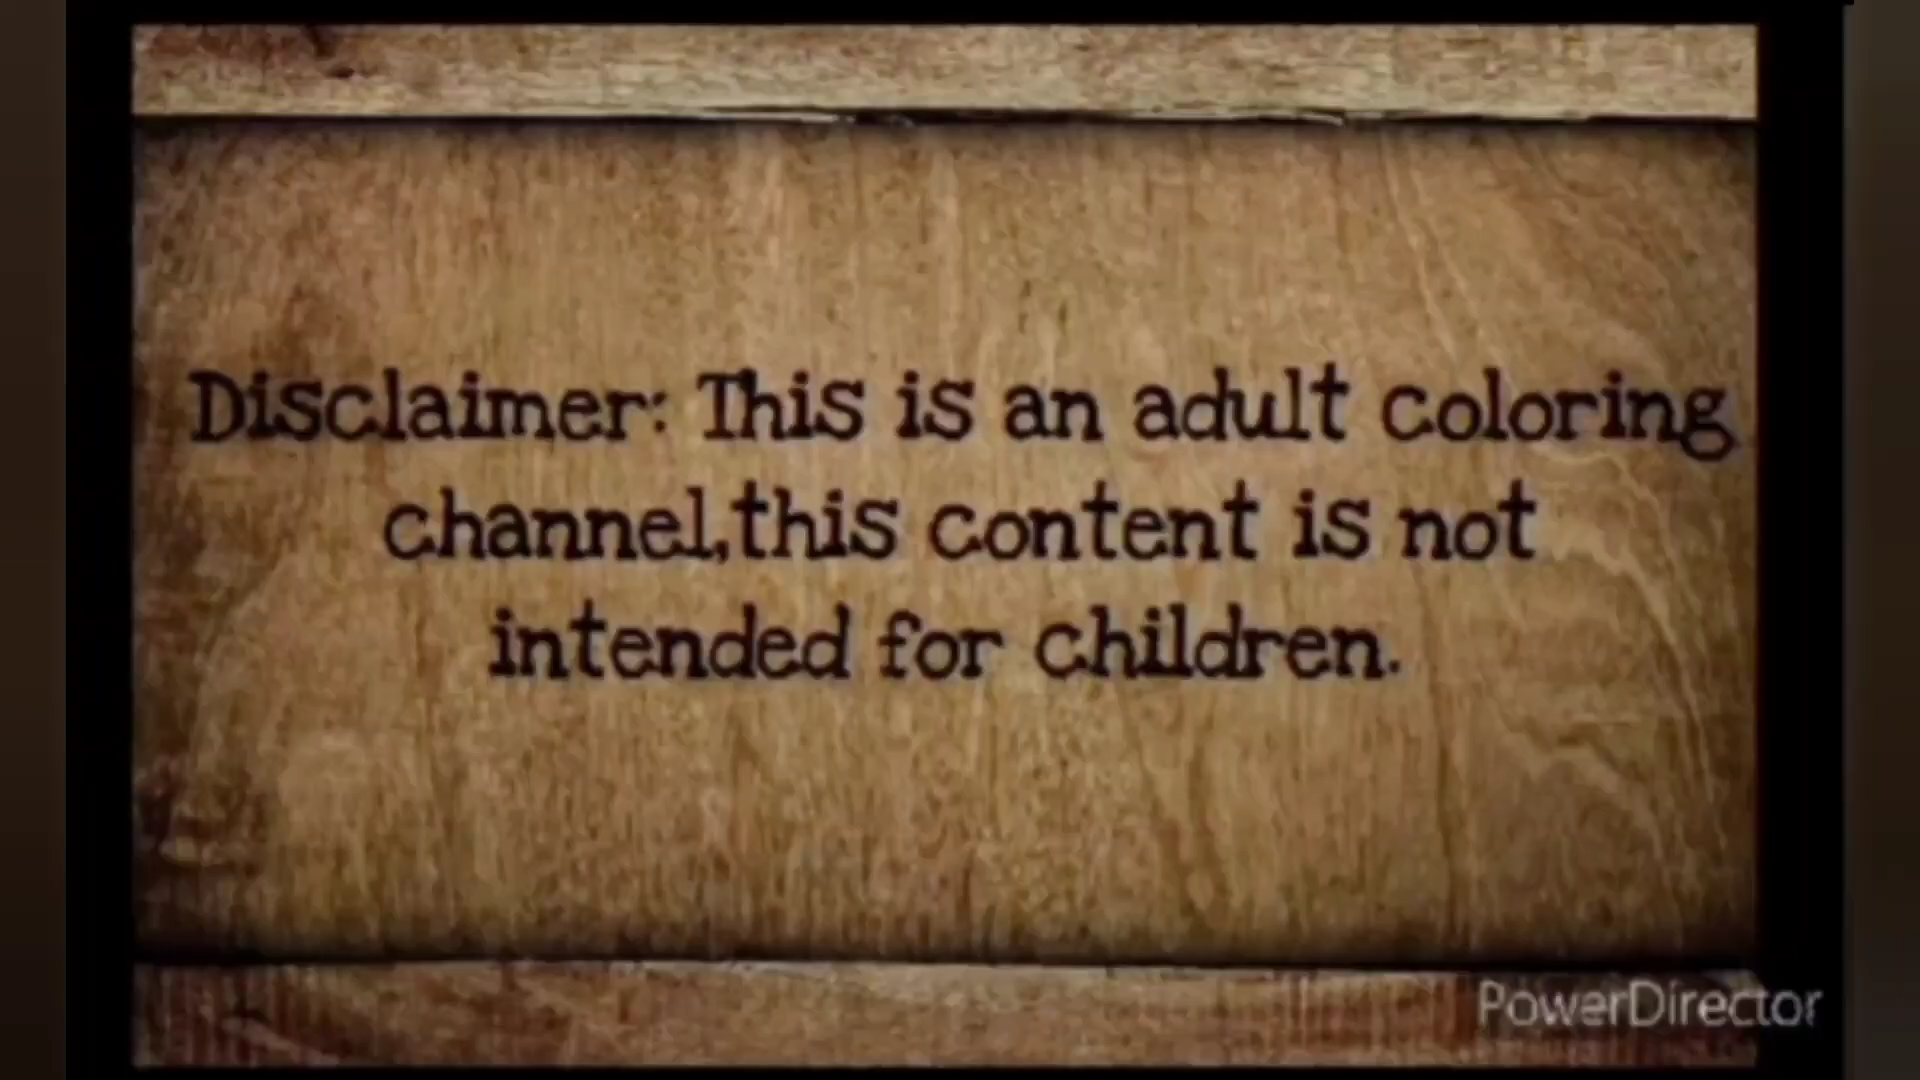 Disclaimer: This is an adult coloring
channel,this content is not
intended for children.
PowerDirector